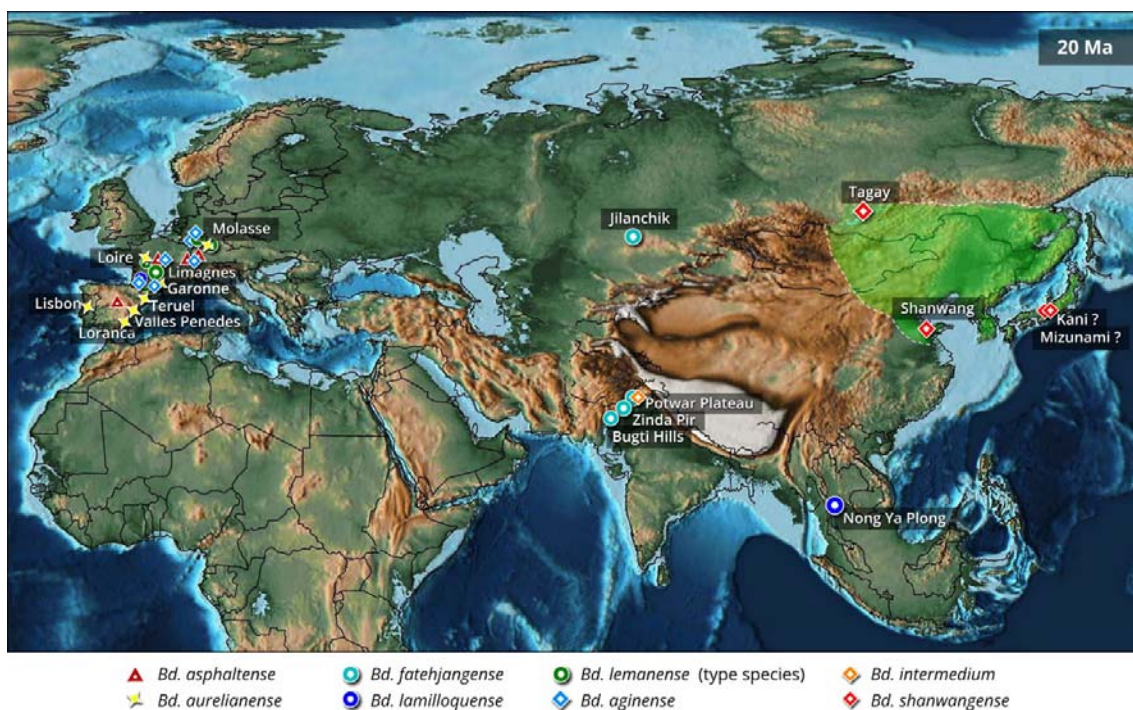 20 Ma
Tagay
Jilanchik
Molasse
Loire
Limagnes
Garonne
Lisbon
Teruel
Valles Penedes
Loranca
Shanwang
Kani ?
Mizunami ?
Potwar Plateau
Zinda Pir
Bugti Hills
Nong Ya Plong
Bd. asphaltense
Bd. fatehjangense
Bd. lemanense (type species)
Bd. intermedium
Bd. aurelianense
Bd. lamilloquense
Bd. aginense
Bd. shanwangense